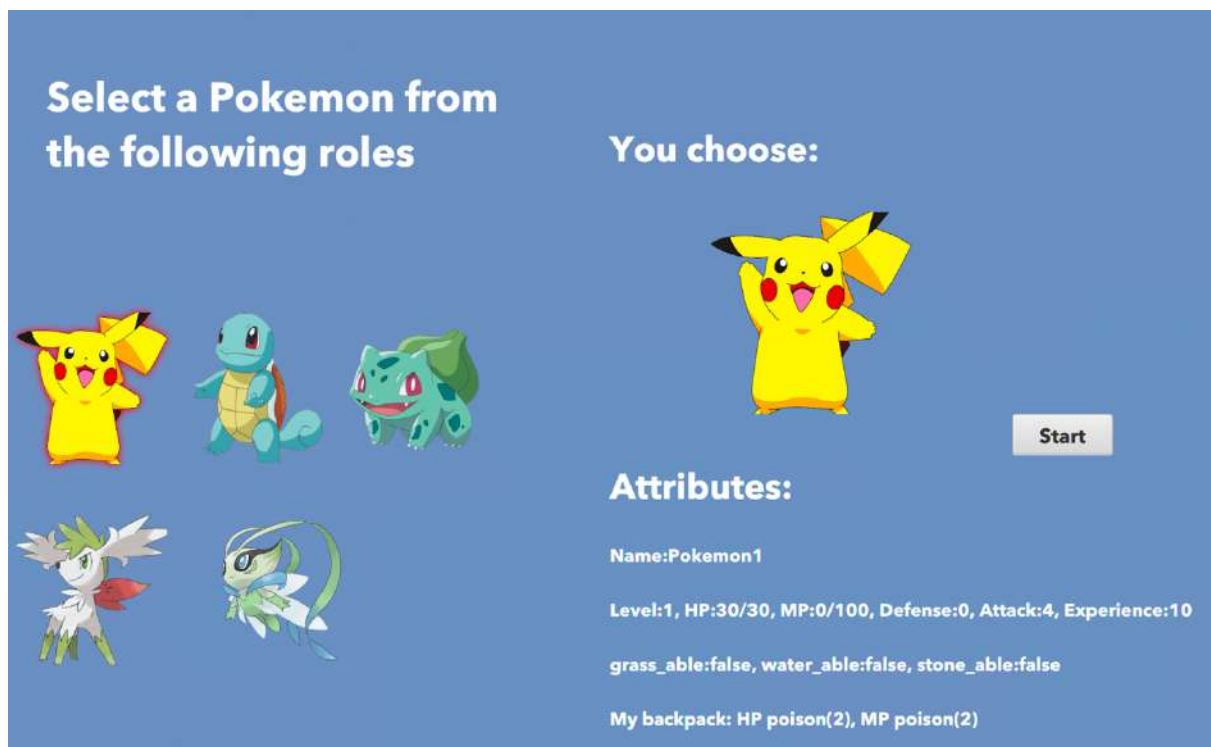 Select a Pokemon from
the following roles
You choose:
Start
Attributes:
Name:Pokemon1
Level:1, HP:30/30, MP:0/100, Defense:0, Attack:4, Experience:10
grass_able:false, water_able:false, stone_able:false
My backpack: HP poison(2), MP poison(2)